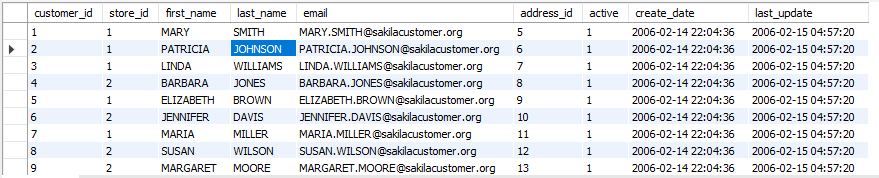 customer_id store_id first_name last_name email address_id active create_date last_update
1 1 MARY SMITH MARY.SMITH@sakilacustomer.org 5 1 2006-02-14 22:04:36 2006-02-15 04:57:20
2 1 PATRICIA JOHNSON PATRICIA.JOHNSON@sakilacustomer.org 6 1 2006-02-14 22:04:36 2006-02-15 04:57:20
3 1 LINDA WILLIAMS LINDA.WILLIAMS@sakilacustomer.org 7 1 2006-02-14 22:04:36 2006-02-15 04:57:20
4 2 BARBARA JONES BARBARA.JONES@sakilacustomer.org 8 1 2006-02-14 22:04:36 2006-02-15 04:57:20
5 1 ELIZABETH BROWN ELIZABETH.BROWN@sakilacustomer.org 9 1 2006-02-14 22:04:36 2006-02-15 04:57:20
6 2 JENNIFER DAVIS JENNIFER.DAVIS@sakilacustomer.org 10 1 2006-02-14 22:04:36 2006-02-15 04:57:20
7 1 MARIA MILLER MARIA.MILLER@sakilacustomer.org 11 1 2006-02-14 22:04:36 2006-02-15 04:57:20
8 2 SUSAN WILSON SUSAN.WILSON@sakilacustomer.org 12 1 2006-02-14 22:04:36 2006-02-15 04:57:20
9 2 MARGARET MOORE MARGARET.MOORE@sakilacustomer.org 13 1 2006-02-14 22:04:36 2006-02-15 04:57:20